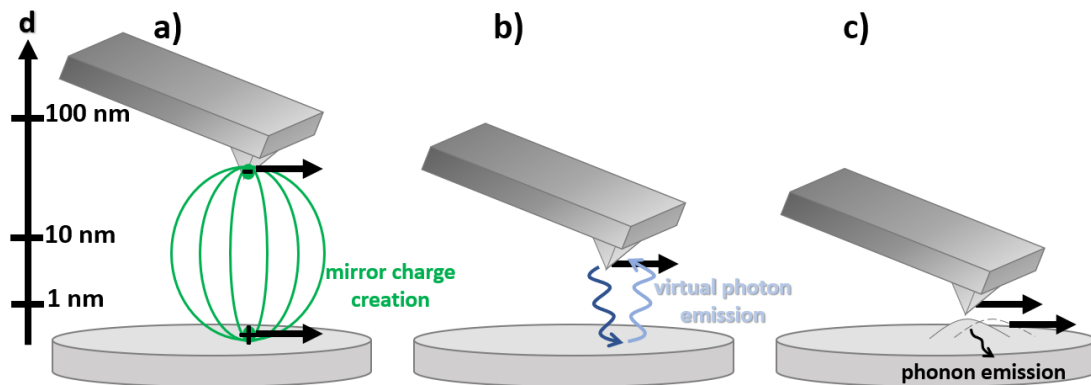 d
a)
b)
c)
100 nm
10 nm
1 nm
-
+
mirror charge
creation
virtual photon
emission
phonon emission